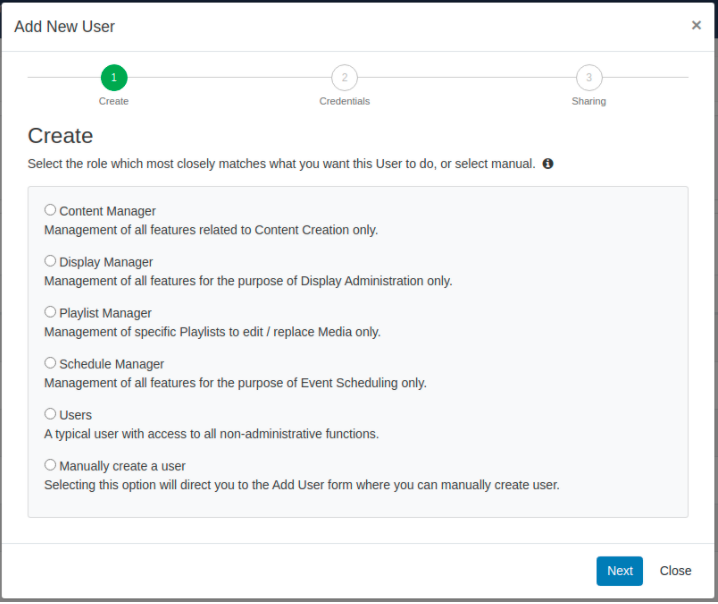 Add New User
×
1
2
3
Create
Credentials
Sharing
Create
Select the role which most closely matches what you want this User to do, or select manual.
Content Manager
Management of all features related to Content Creation only.
Display Manager
Management of all features for the purpose of Display Administration only.
Playlist Manager
Management of specific Playlists to edit / replace Media only.
Schedule Manager
Management of all features for the purpose of Event Scheduling only.
Users
A typical user with access to all non-administrative functions.
Manually create a user
Selecting this option will direct you to the Add User form where you can manually create user.
Next
Close